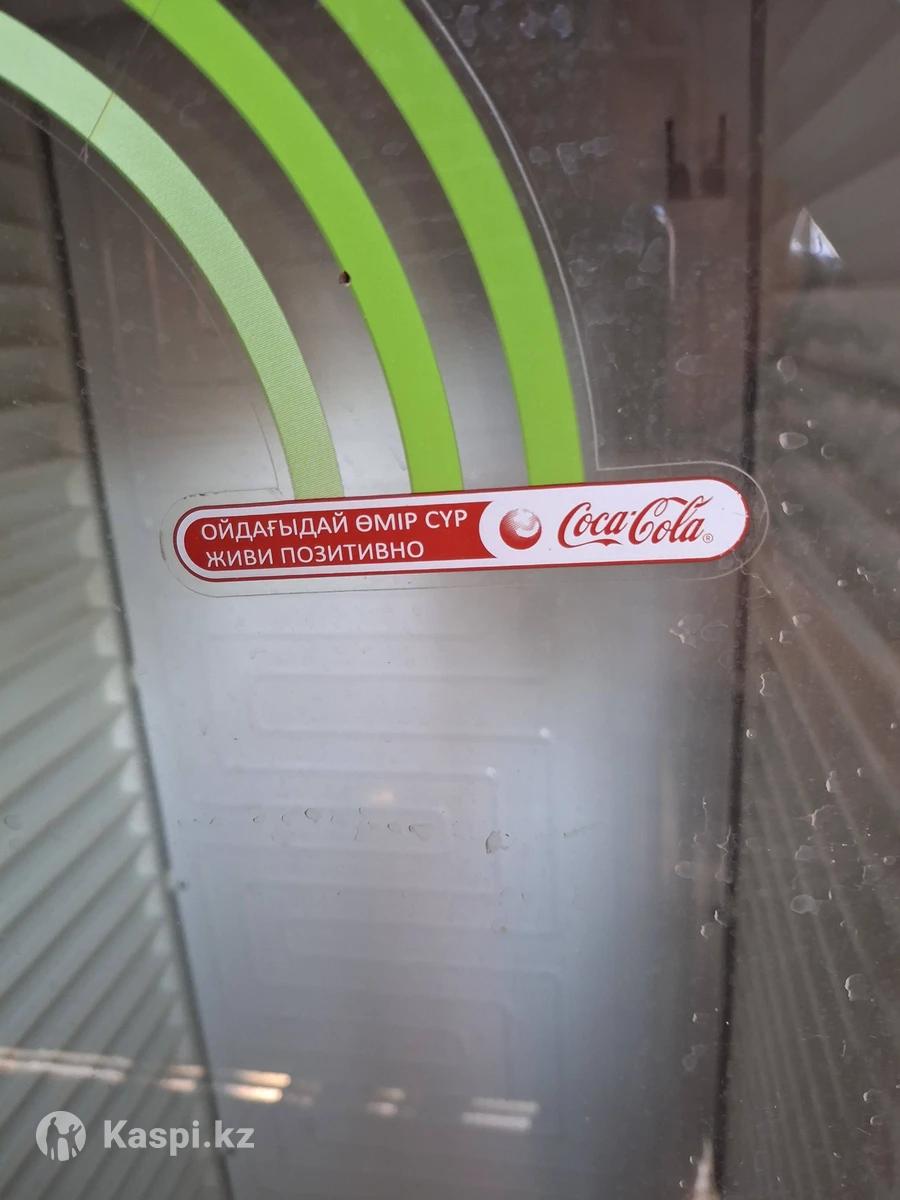 ОЙДАҒЫДАЙ ӨМІР СҮР
ЖИВИ ПОЗИТИВНО
Coca-Cola®
Kaspi.kz